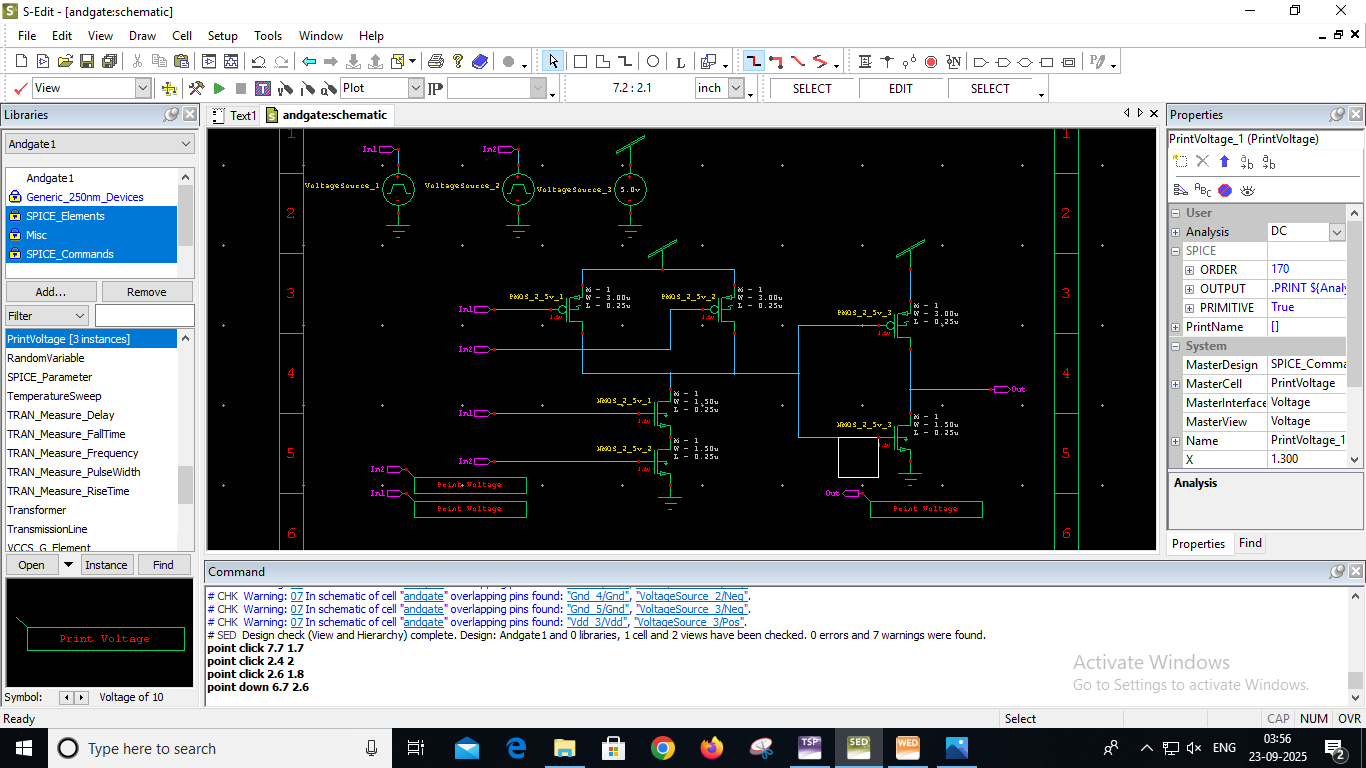 S-Edit - [andgate:schematic]
File Edit View Draw Cell Setup Tools Window Help
View Plot 7.2 : 2.1 inch SELECT EDIT SELECT
Libraries
Andgate1
Andgate1
Generic_250nm_Devices
SPICE_Elements
Misc
SPICE_Commands
Add... Remove
Filter
PrintVoltage [3 instances]
RandomVariable
SPICE_Parameter
TemperatureSweep
TRAN_Measure_Delay
TRAN_Measure_FallTime
TRAN_Measure_Frequency
TRAN_Measure_PulseWidth
TRAN_Measure_RiseTime
Transformer
TransmissionLine
VCCS_G_Element
Open Instance Find
Print Voltage
Symbol: Voltage of 10
Text1 andgate:schematic
1 1
In1 In2
VoltageSource_1 VoltageSource_2 VoltageSource_3 5.0v
2 2
3 3
PMOS_2_5v_1 M = 1
W = 3.00u
L = 0.25u
PMOS_2_5v_2 M = 1
W = 3.00u
L = 0.25u
In1
PMOS_2_5v_3 M = 1
W = 3.00u
L = 0.25u
In2
4 4
Out
NMOS_2_5v_1 M = 1
W = 1.50u
L = 0.25u
In1
NMOS_2_5v_3 M = 1
W = 1.50u
L = 0.25u
NMOS_2_5v_2 M = 1
W = 1.50u
L = 0.25u
5 5
In2
In2
Print Voltage
In1
Print Voltage
Out
Print Voltage
6 6
Properties
PrintVoltage_1 (PrintVoltage)
User
Analysis DC
SPICE
ORDER 170
OUTPUT .PRINT ${Analy
PRIMITIVE True
PrintName []
System
MasterDesign SPICE_Comma
MasterCell PrintVoltage
MasterInterface Voltage
MasterView Voltage
Name PrintVoltage_1
X 1.300
Analysis
Properties Find
Command
# CHK Warning: 07 In schematic of cell "andgate" overlapping pins found: "Gnd_4/Gnd", "VoltageSource_2/Neg".
# CHK Warning: 07 In schematic of cell "andgate" overlapping pins found: "Gnd_5/Gnd", "VoltageSource_3/Neg".
# CHK Warning: 07 In schematic of cell "andgate" overlapping pins found: "Vdd_3/Vdd", "VoltageSource_3/Pos".
# SED Design check (View and Hierarchy) complete. Design: Andgate1 and 0 libraries, 1 cell and 2 views have been checked. 0 errors and 7 warnings were found.
point click 7.7 1.7
point click 2.4 2
point click 2.6 1.8
point down 6.7 2.6
Activate Windows
Go to Settings to activate Windows.
Ready Select CAP NUM OVR
Type here to search
TSP SED WED
ENG
03:56
23-09-2025
2